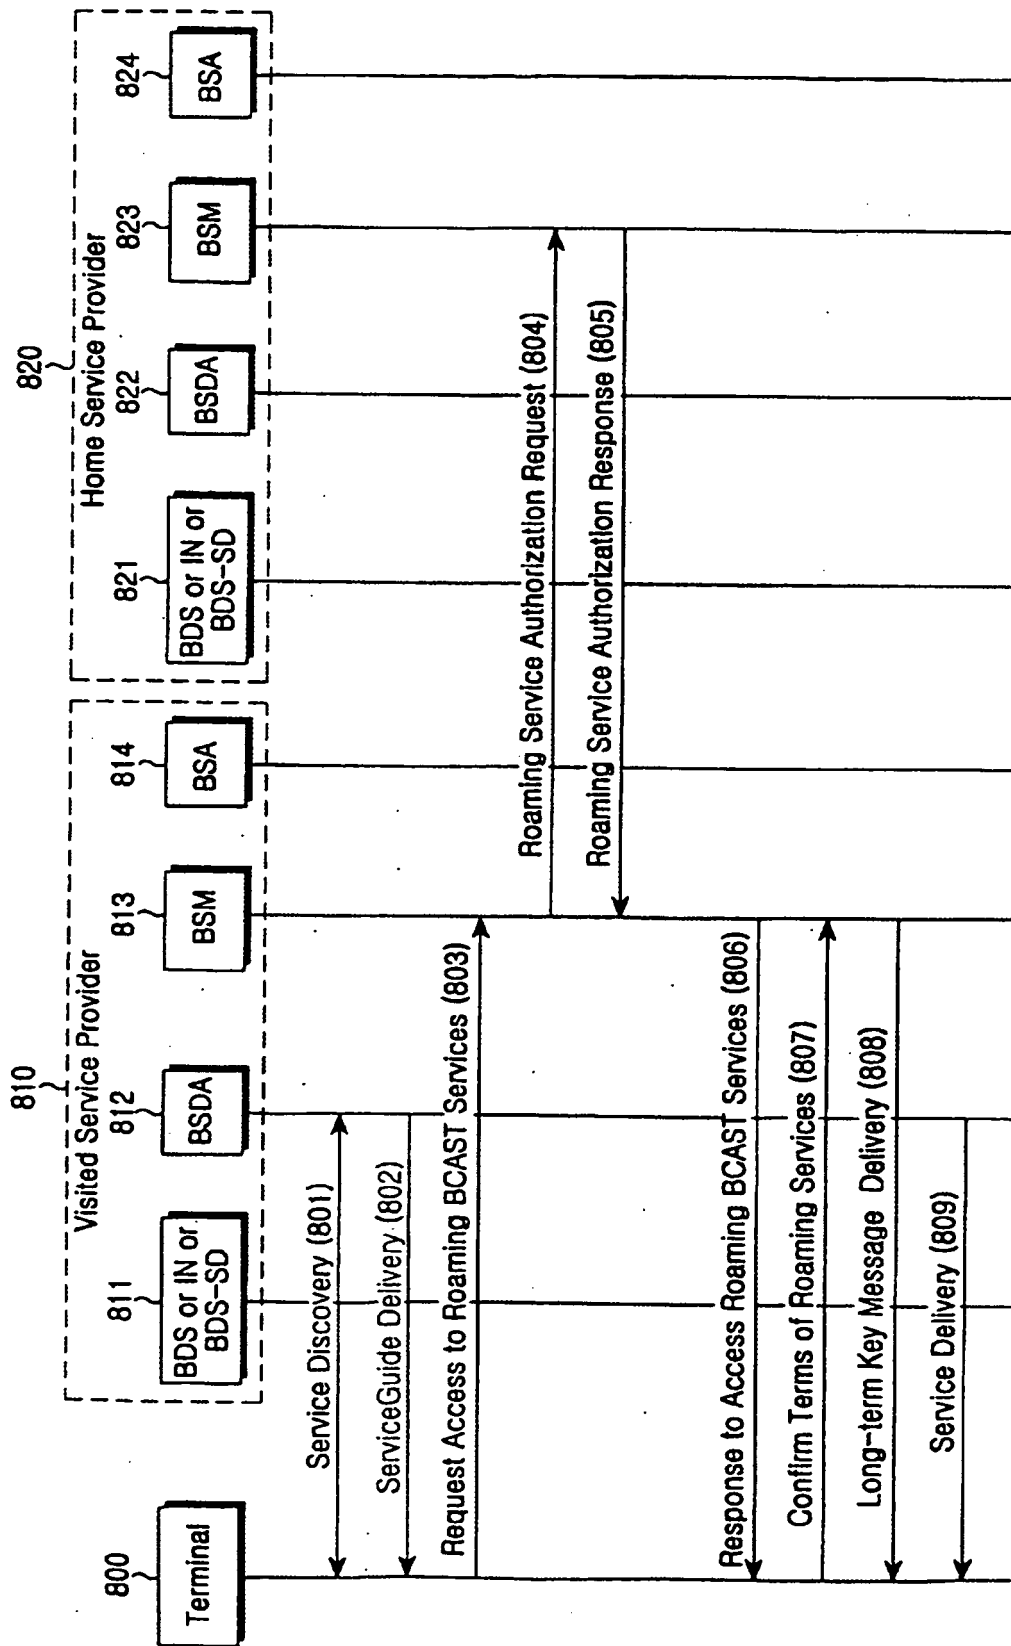 800
Terminal
810
Visited Service Provider
811
BDS or IN or
BDS-SD
812
BSDA
813
BSM
814
BSA
820
Home Service Provider
821
BDS or IN or
BDS-SD
822
BSDA
823
BSM
824
BSA
Service Discovery (801)
ServiceGuide Delivery (802)
Request Access to Roaming BCAST Services (803)
Roaming Service Authorization Request (804)
Roaming Service Authorization Response (805)
Response to Access Roaming BCAST Services (806)
Confirm Terms of Roaming Services (807)
Long-term Key Message Delivery (808)
Service Delivery (809)